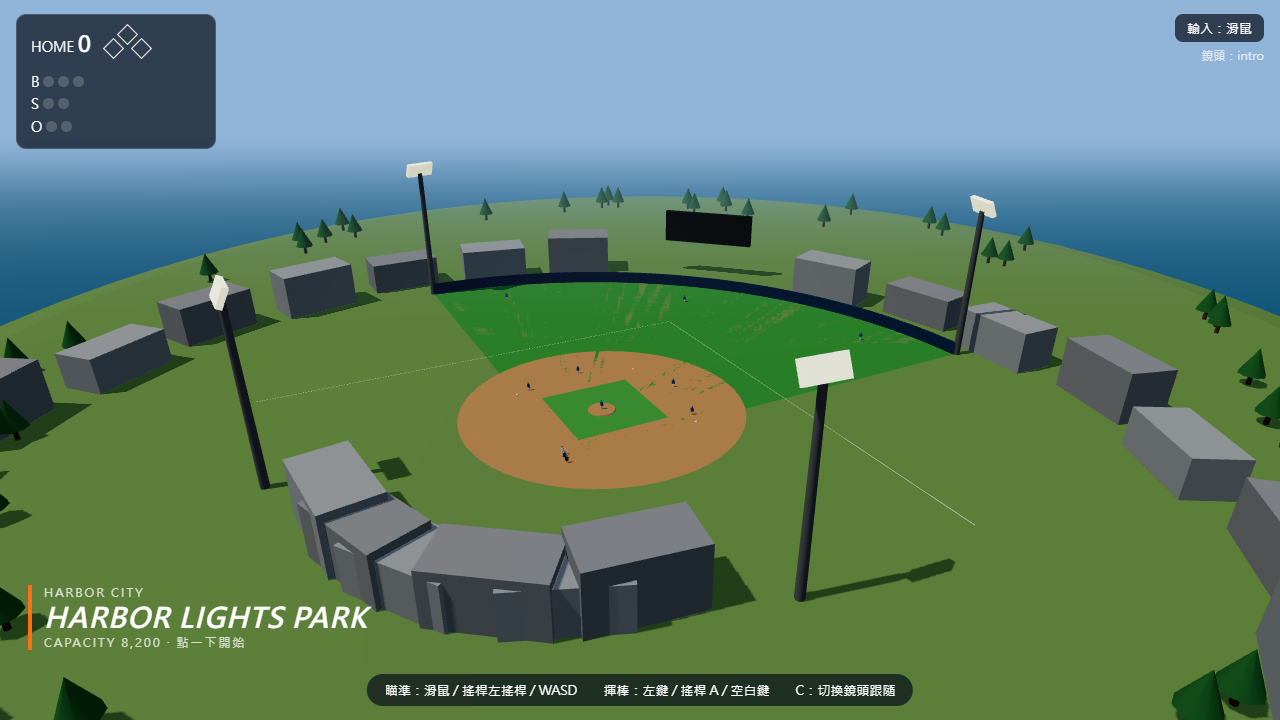 HOME 0
B
S
O
輸入：滑鼠
鏡頭：intro
HARBOR CITY
HARBOR LIGHTS PARK
CAPACITY 8,200 · 點一下開始
瞄準：滑鼠 / 搖桿左搖桿 / WASD 揮棒：左鍵 / 搖桿 A / 空白鍵 C：切換鏡頭跟隨